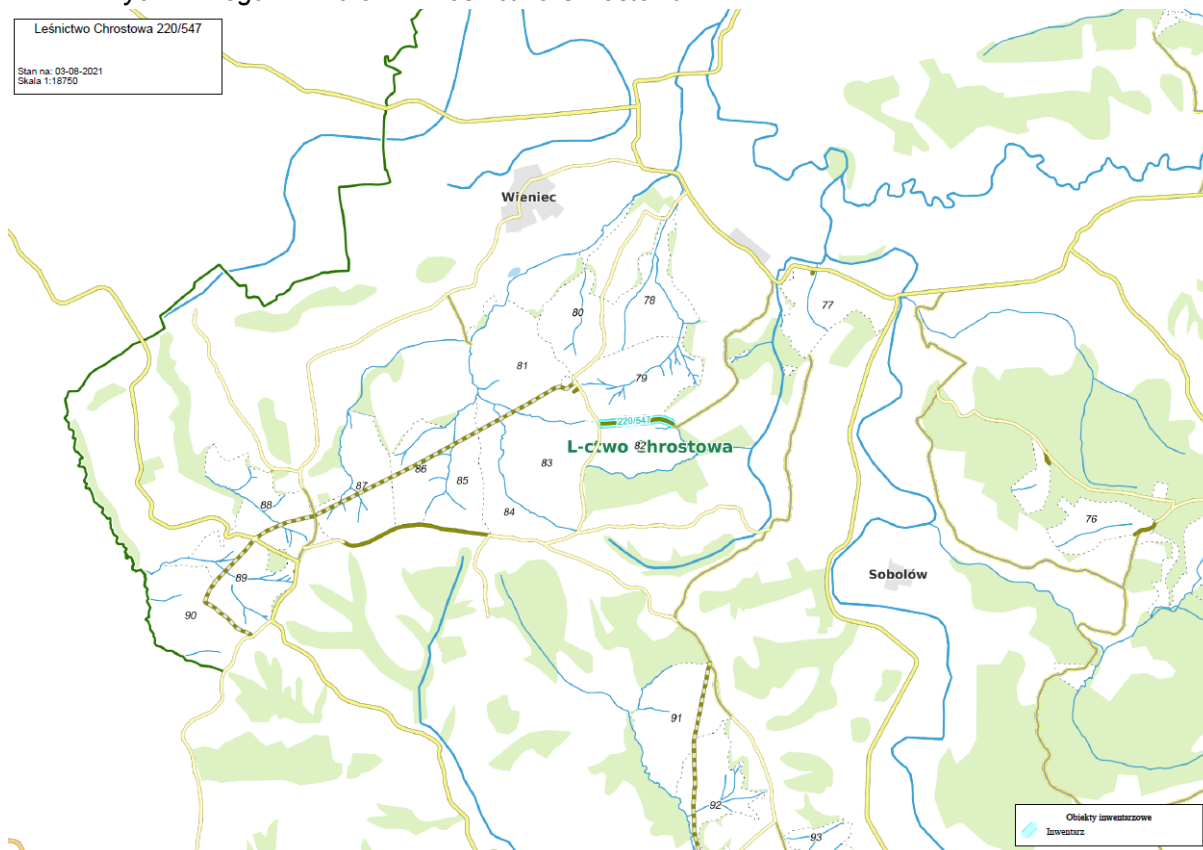 Leśnictwo Chrostowa 220/547
Stan na: 03-08-2021
Skala 1:18750
Wieniec
78
77
80
81
79
220/547
82
L-ctwo Chrostowa
83
86
85
87
88
84
76
Sobolów
89
90
91
92
93
Obiekty inwentarzowe
Inwentarz